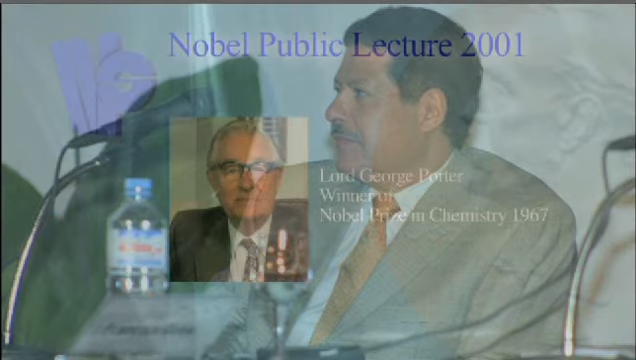 Nobel Public Lecture 2001
Lord George Porter
Winner of
Nobel Prize in Chemistry 1967